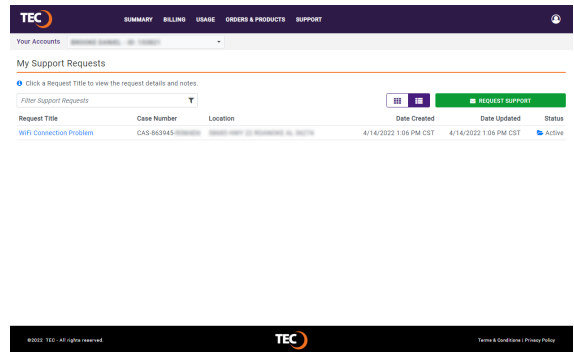 TEC
SUMMARY BILLING USAGE ORDERS & PRODUCTS SUPPORT
Your Accounts
My Support Requests
Click a Request Title to view the request details and notes.
Filter Support Requests
REQUEST SUPPORT
Request Title Case Number Location Date Created Date Updated Status
WiFi Connection Problem CAS-863945- 4/14/2022 1:06 PM CST 4/14/2022 1:06 PM CST Active
©2022 TEC - All rights reserved. TEC Terms & Conditions | Privacy Policy